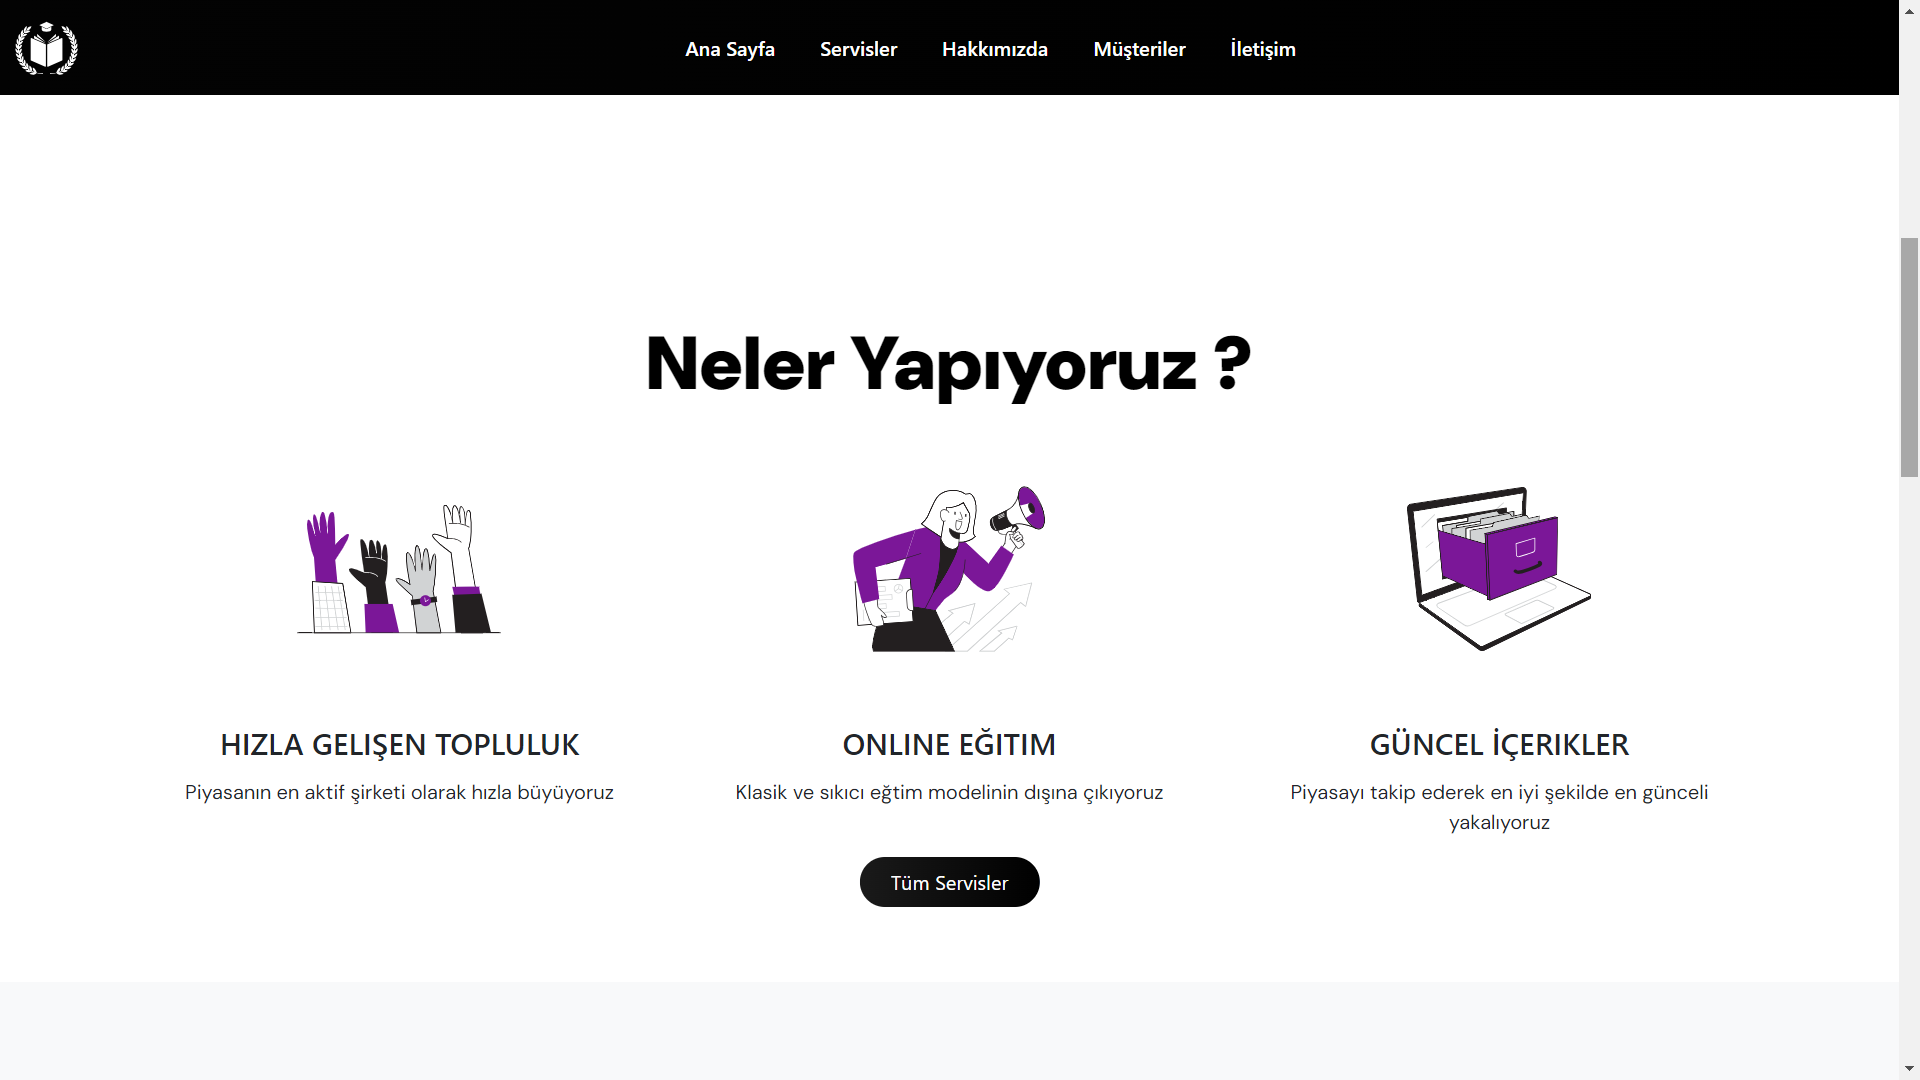 Ana Sayfa Servisler Hakkımızda Müşteriler İletişim
Neler Yapıyoruz ?
HIZLA GELIŞEN TOPLULUK
Piyasanın en aktif şirketi olarak hızla büyüyoruz
ONLINE EĞITIM
Klasik ve sıkıcı eğtim modelinin dışına çıkıyoruz
GÜNCEL İÇERIKLER
Piyasayı takip ederek en iyi şekilde en günceli
yakalıyoruz
Tüm Servisler